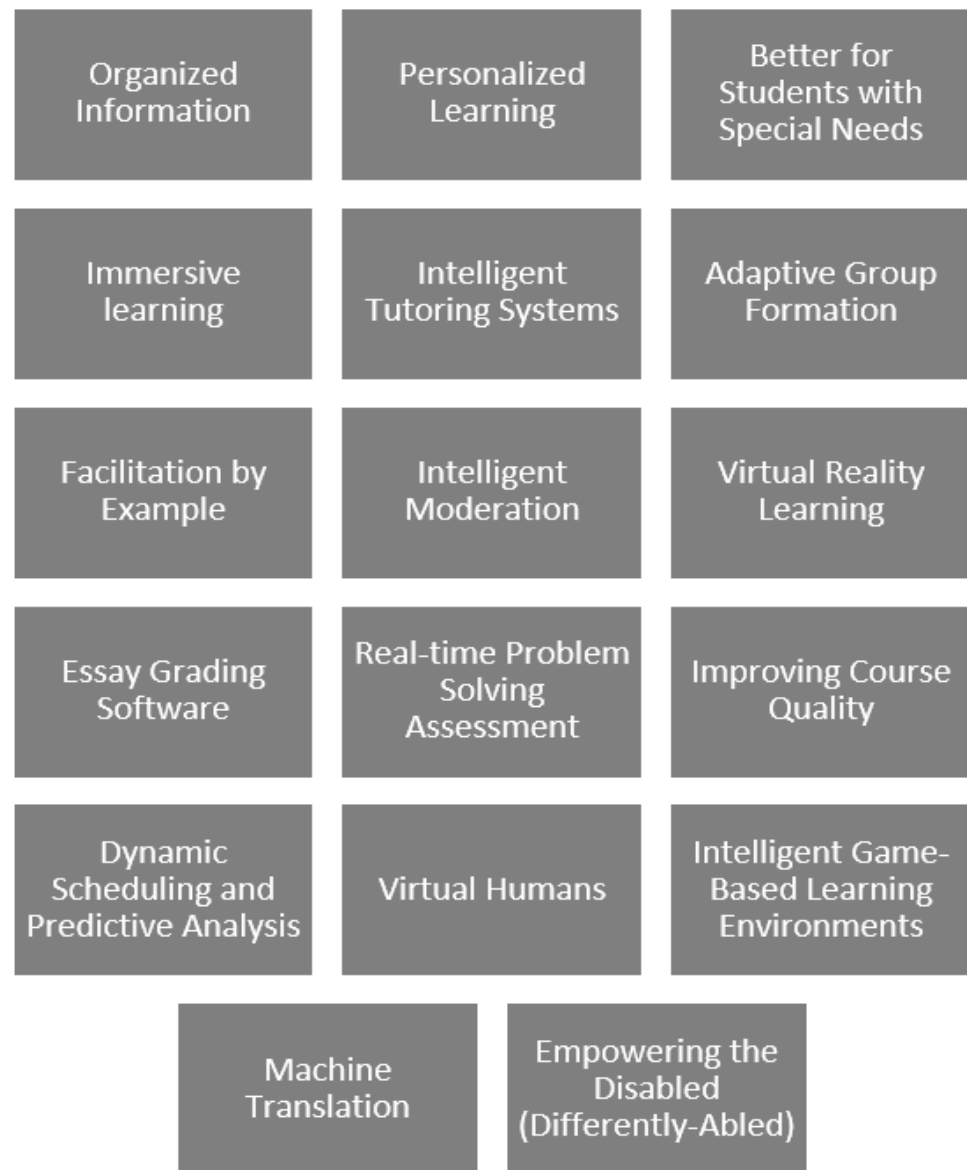 Organized
Information
Personalized
Learning
Better for
Students with
Special Needs
Immersive
learning
Intelligent
Tutoring Systems
Adaptive Group
Formation
Facilitation by
Example
Intelligent
Moderation
Virtual Reality
Learning
Essay Grading
Software
Real-time Problem
Solving
Assessment
Improving Course
Quality
Dynamic
Scheduling and
Predictive Analysis
Virtual Humans
Intelligent Game-
Based Learning
Environments
Machine
Translation
Empowering the
Disabled
(Differently-Abled)